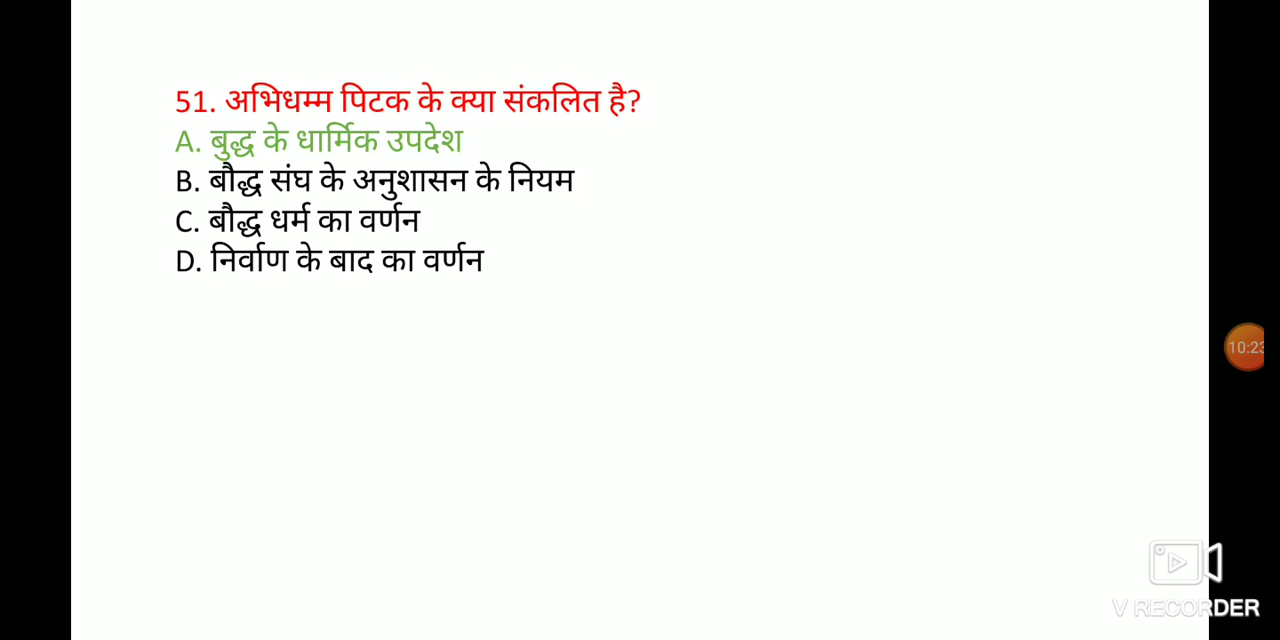 51. अभिधम्म पिटक के क्या संकलित है?
A. बुद्ध के धार्मिक उपदेश
B. बौद्ध संघ के अनुशासन के नियम
C. बौद्ध धर्म का वर्णन
D. निर्वाण के बाद का वर्णन
10:23
V RECORDER